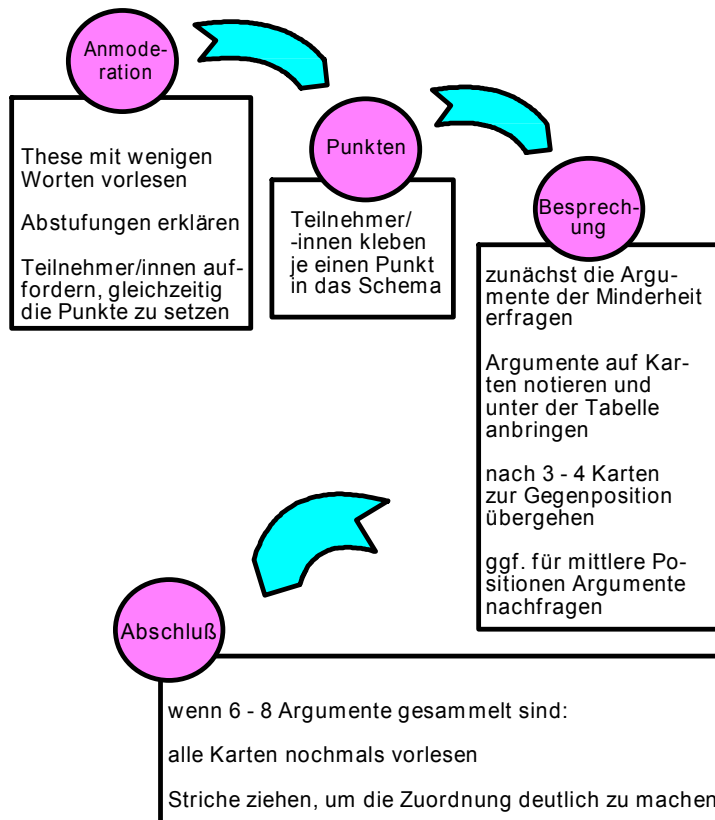 Anmode-
ration
These mit wenigen
Worten vorlesen
Abstufungen erklären
Teilnehmer/innen auf-
fordern, gleichzeitig
die Punkte zu setzen
Punkten
Teilnehmer/
-innen kleben
je einen Punkt
in das Schema
Besprech-
ung
zunächst die Argu-
mente der Minderheit
erfragen
Argumente auf Kar-
ten notieren und
unter der Tabelle
anbringen
nach 3 - 4 Karten
zur Gegenposition
übergehen
ggf. für mittlere Po-
sitionen Argumente
nachfragen
Abschluß
wenn 6 - 8 Argumente gesammelt sind:
alle Karten nochmals vorlesen
Striche ziehen, um die Zuordnung deutlich zu machen